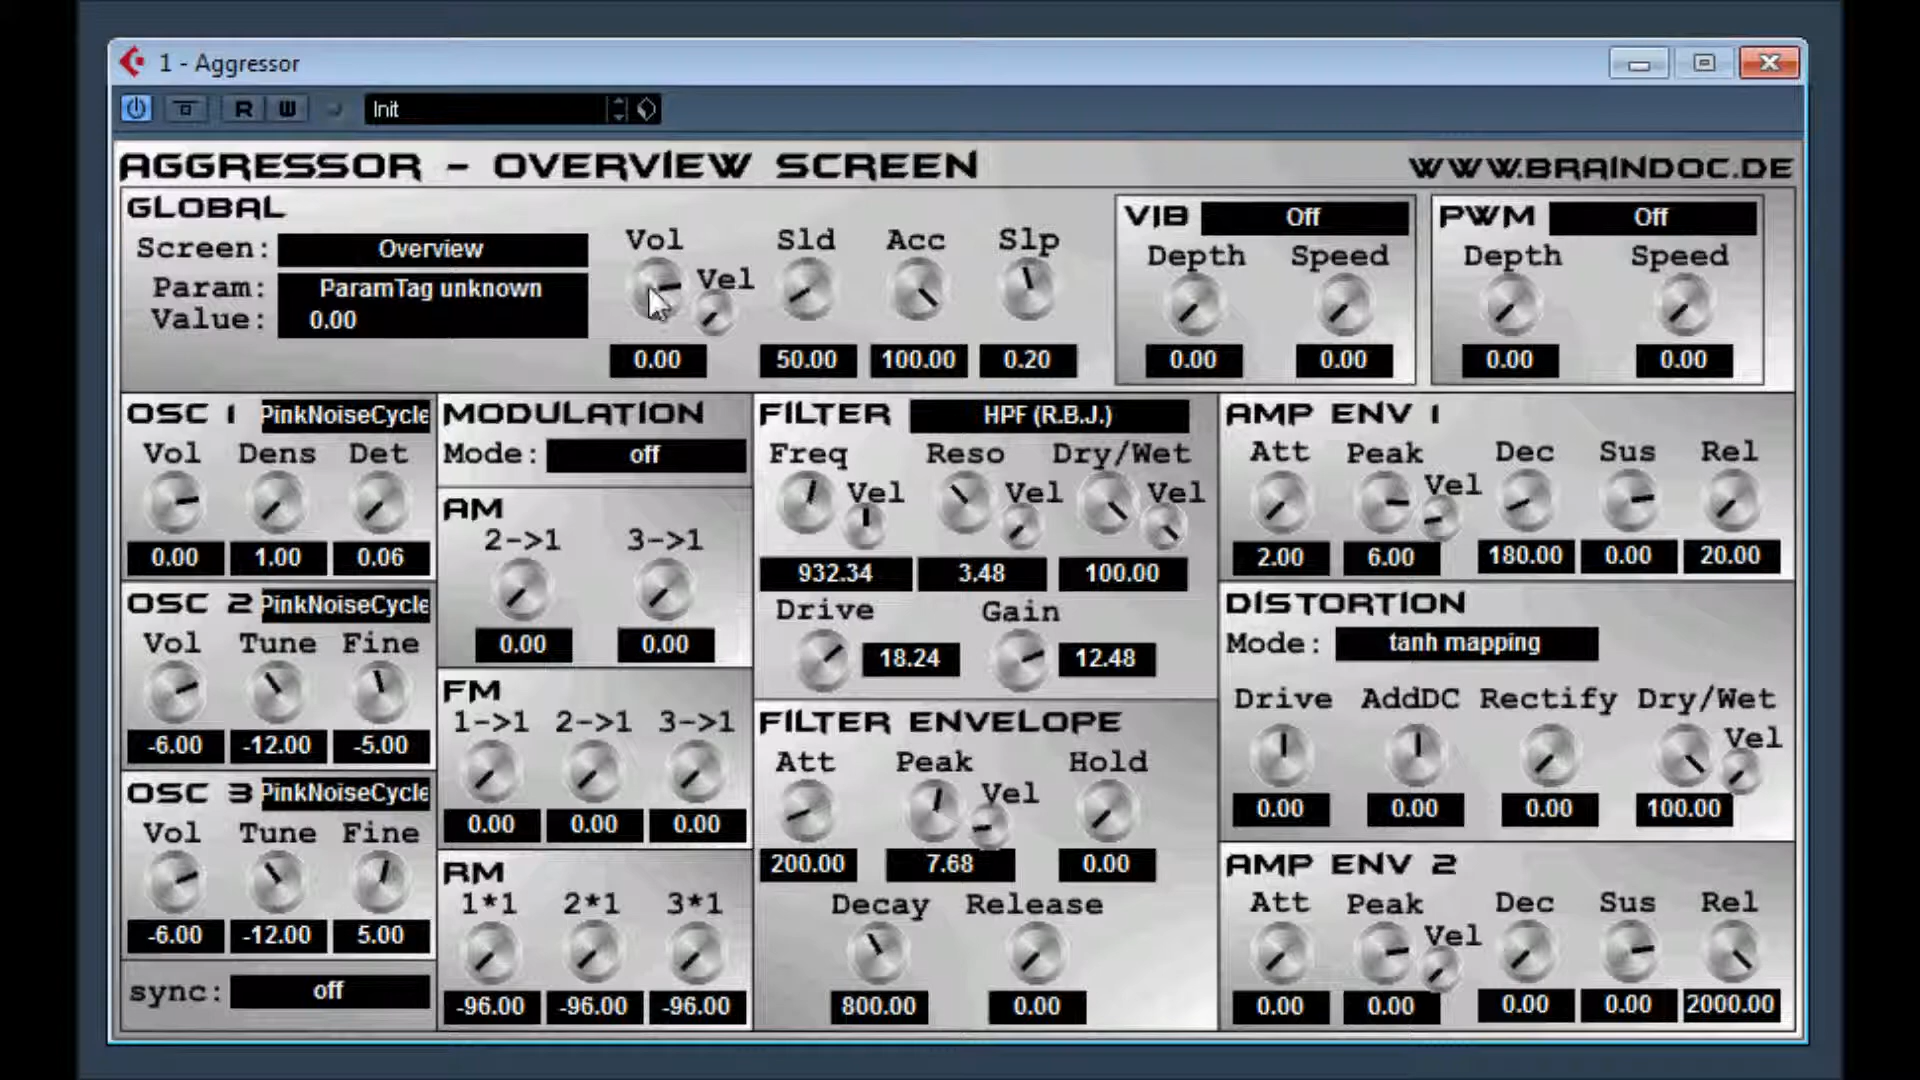 1 - Aggressor
R W Init
AGGRESSOR - OVERVIEW SCREEN
WWW.BRAINDOC.DE
GLOBAL
Screen: Overview
Param: ParamTag unknown
Value: 0.00
Vol Vel Sld Acc Slp
0.00 50.00 100.00 0.20
VIB Off
Depth Speed
0.00 0.00
PWM Off
Depth Speed
0.00 0.00
OSC 1 PinkNoiseCycle
Vol Dens Det
0.00 1.00 0.06
OSC 2 PinkNoiseCycle
Vol Tune Fine
-6.00 -12.00 -5.00
OSC 3 PinkNoiseCycle
Vol Tune Fine
-6.00 -12.00 5.00
sync: off
MODULATION
Mode: off
AM
2->1 3->1
0.00 0.00
FM
1->1 2->1 3->1
0.00 0.00 0.00
RM
1*1 2*1 3*1
-96.00 -96.00 -96.00
FILTER HPF (R.B.J.)
Freq Reso Dry/Wet
Vel Vel Vel
932.34 3.48 100.00
Drive Gain
18.24 12.48
FILTER ENVELOPE
Att Peak Hold
Vel
200.00 7.68 0.00
Decay Release
800.00 0.00
AMP ENV 1
Att Peak Dec Sus Rel
Vel
2.00 6.00 180.00 0.00 20.00
DISTORTION
Mode: tanh mapping
Drive AddDC Rectify Dry/Wet
Vel
0.00 0.00 0.00 100.00
AMP ENV 2
Att Peak Dec Sus Rel
Vel
0.00 0.00 0.00 0.00 2000.00